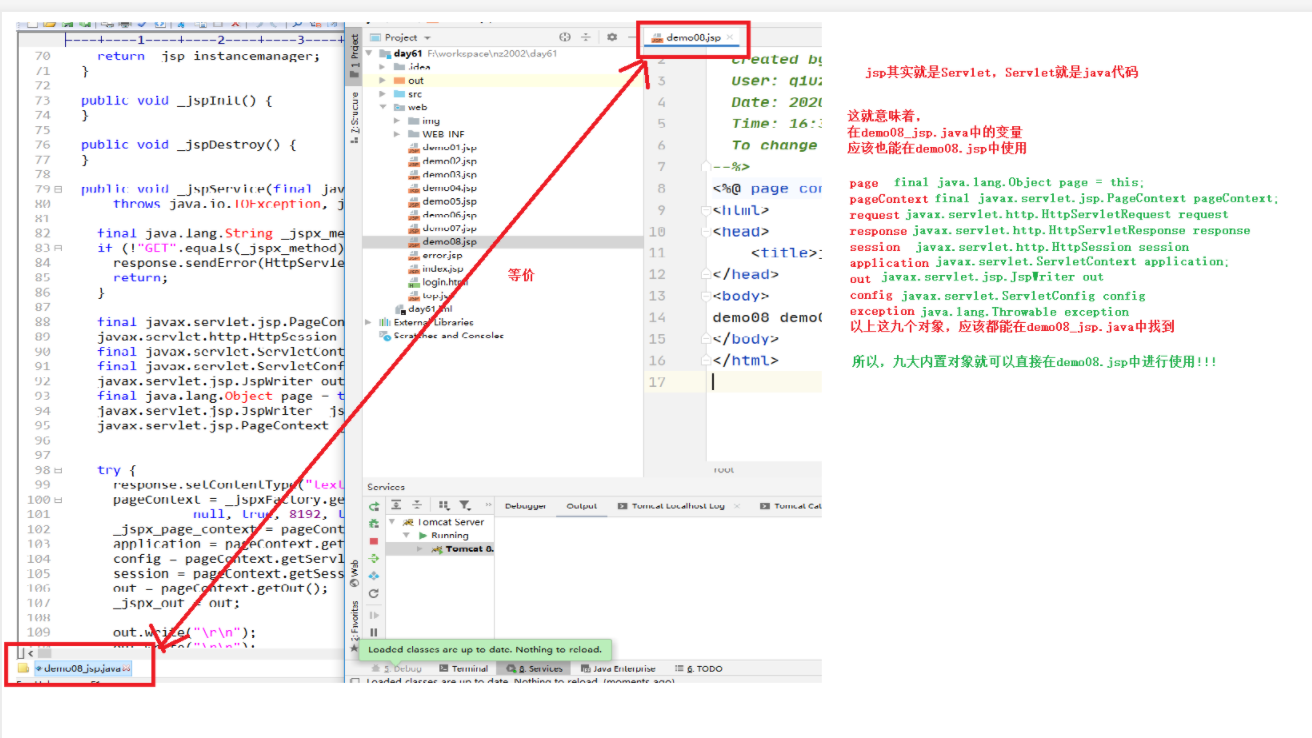 ----+----1----+----2----+----3----+
70 return jsp instancemanager;
71 }
72
73 public void _jspInit() {
74 }
75
76 public void _jspDestroy() {
77 }
78
79 public void _jspService(final jav
80 throws java.io.IOException, j
81
82 final java.lang.String _jspx_me
83 if (!"GET".equals(_jspx_method)
84 response.sendError(HttpServle
85 return;
86 }
87
88 final javax.servlet.jsp.PageCon
89 javax.servlet.http.HttpSession
90 final javax.servlet.ServletCont
91 final javax.servlet.ServletConf
92 javax.servlet.jsp.JspWriter out
93 final java.lang.Object page = t
94 javax.servlet.jsp.JspWriter _js
95 javax.servlet.jsp.PageContext
96
97
98 try {
99 response.setContentType("text
100 pageContext = _jspxFactory.ge
101 null, true, 8192, t
102 _jspx_page_context = pageCont
103 application = pageContext.get
104 config = pageContext.getServl
105 session = pageContext.getSess
106 out = pageContext.getOut();
107 _jspx_out = out;
108
109 out.write("\r\n");
out.write("\r\n");
demo08_jsp.java
1 Project
Z: Structure
Web
2: Favorites
Project
day61 F:\workspace\nz2002\day61
.idea
out
src
web
img
WEB-INF
demo01.jsp
demo02.jsp
demo03.jsp
demo04.jsp
demo05.jsp
demo06.jsp
demo07.jsp
demo08.jsp
error.jsp
index.jsp
login.html
top.jsp
day61.iml
External Libraries
Scratches and Consoles
等价
demo08.jsp
2 Created by
3 User: qiuz
4 Date: 2020
5 Time: 16:3
6 To change
7 --%>
8 <%@ page con
9 <html>
10 <head>
11 <title>
12 </head>
13 <body>
14 demo08 demo0
15 </body>
16 </html>
17
root
Services
Debugger Output Tomcat Localhost Log Tomcat Cat
Tomcat Server
Running
Tomcat 8.
Loaded classes are up to date. Nothing to reload.
5: Debug Terminal 8: Services Java Enterprise 6: TODO
Loaded classes are up to date. Nothing to reload. (moments ago)
jsp其实就是Servlet, Servlet就是java代码
这就意味着,
在demo08_jsp.java中的变量
应该也能在demo08.jsp中使用
page final java.lang.Object page = this;
pageContext final javax.servlet.jsp.PageContext pageContext;
request javax.servlet.http.HttpServletRequest request
response javax.servlet.http.HttpServletResponse response
session javax.servlet.http.HttpSession session
application javax.servlet.ServletContext application;
out javax.servlet.jsp.JspWriter out
config javax.servlet.ServletConfig config
exception java.lang.Throwable exception
以上这九个对象, 应该都能在demo08_jsp.java中找到
所以, 九大内置对象就可以直接在demo08.jsp中进行使用!!!